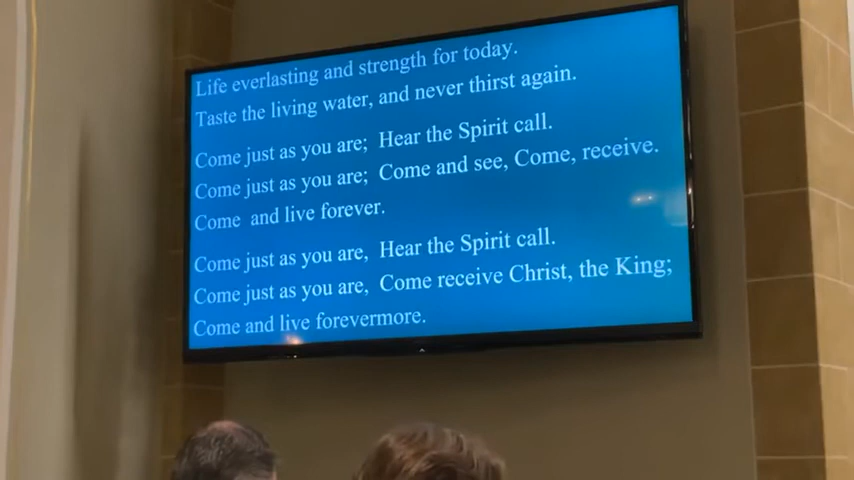 Life everlasting and strength for today.
Taste the living water, and never thirst again.
Come just as you are; Hear the Spirit call.
Come just as you are; Come and see, Come, receive.
Come and live forever.
Come just as you are, Hear the Spirit call.
Come just as you are, Come receive Christ, the King;
Come and live forevermore.